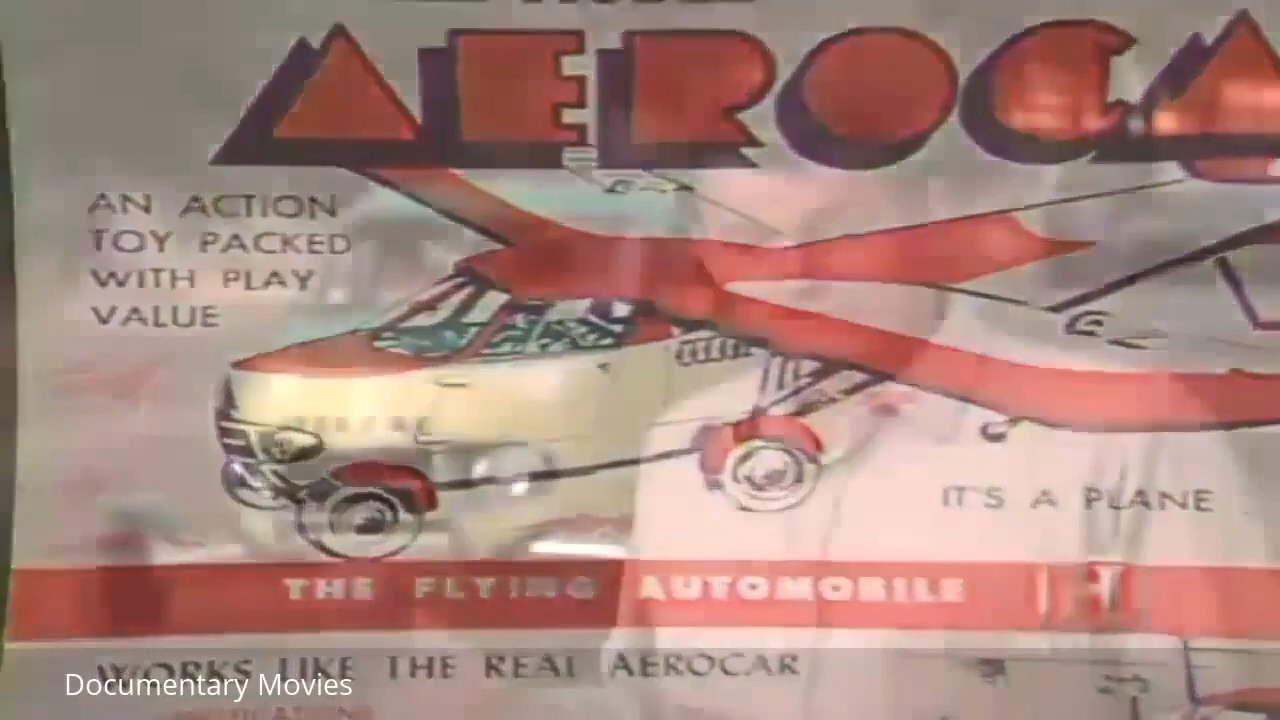 AEROCA
AN ACTION
TOY PACKED
WITH PLAY
VALUE
IT'S A PLANE
THE FLYING AUTOMOBILE
WORKS LIKE THE REAL AEROCAR
Documentary Movies